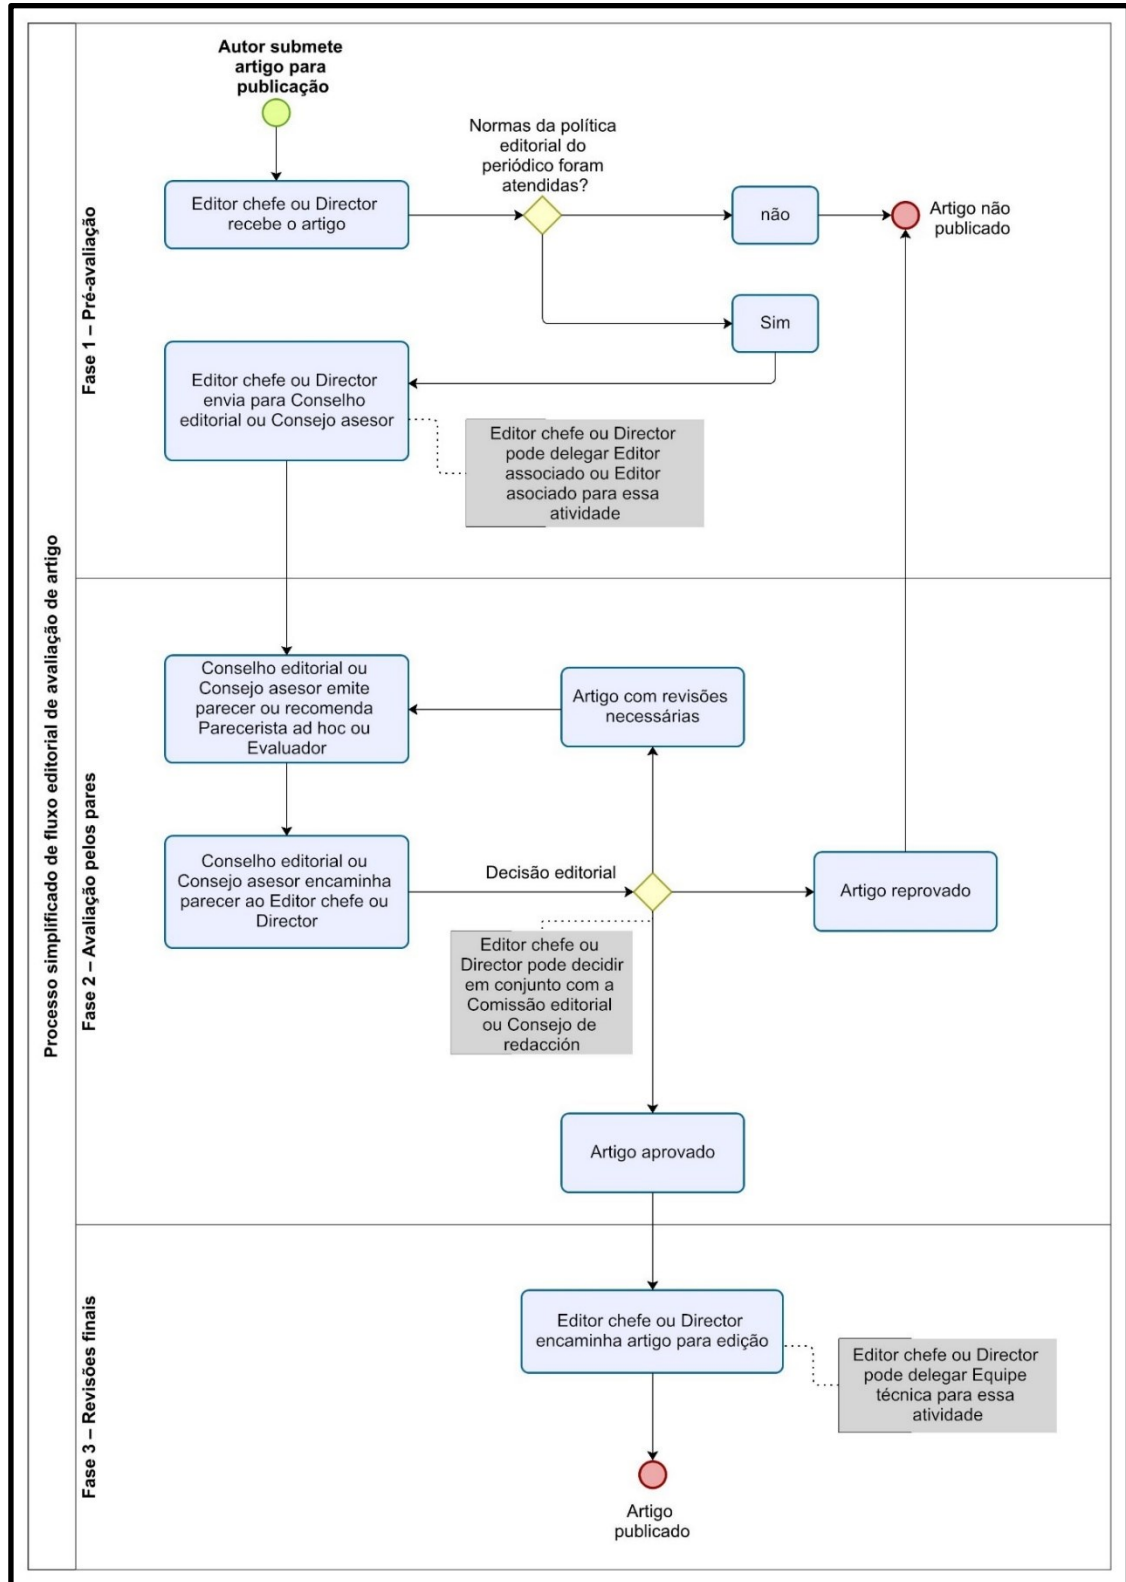 Processo simplificado de fluxo editorial de avaliação de artigo
Fase 1 – Pré-avaliação
Autor submete
artigo para
publicação
Editor chefe ou Director
recebe o artigo
Normas da política
editorial do
periódico foram
atendidas?
não
Artigo não
publicado
Sim
Editor chefe ou Director
envia para Conselho
editorial ou Consejo asesor
Editor chefe ou Director
pode delegar Editor
associado ou Editor
asociado para essa
atividade
Fase 2 – Avaliação pelos pares
Conselho editorial ou
Consejo asesor emite
parecer ou recomenda
Parecerista ad hoc ou
Evaluador
Artigo com revisões
necessárias
Conselho editorial ou
Consejo asesor encaminha
parecer ao Editor chefe ou
Director
Decisão editorial
Artigo reprovado
Editor chefe ou
Director pode decidir
em conjunto com a
Comissão editorial
ou Consejo de
redacción
Artigo aprovado
Fase 3 – Revisões finais
Editor chefe ou Director
encaminha artigo para edição
Editor chefe ou Director
pode delegar Equipe
técnica para essa
atividade
Artigo
publicado